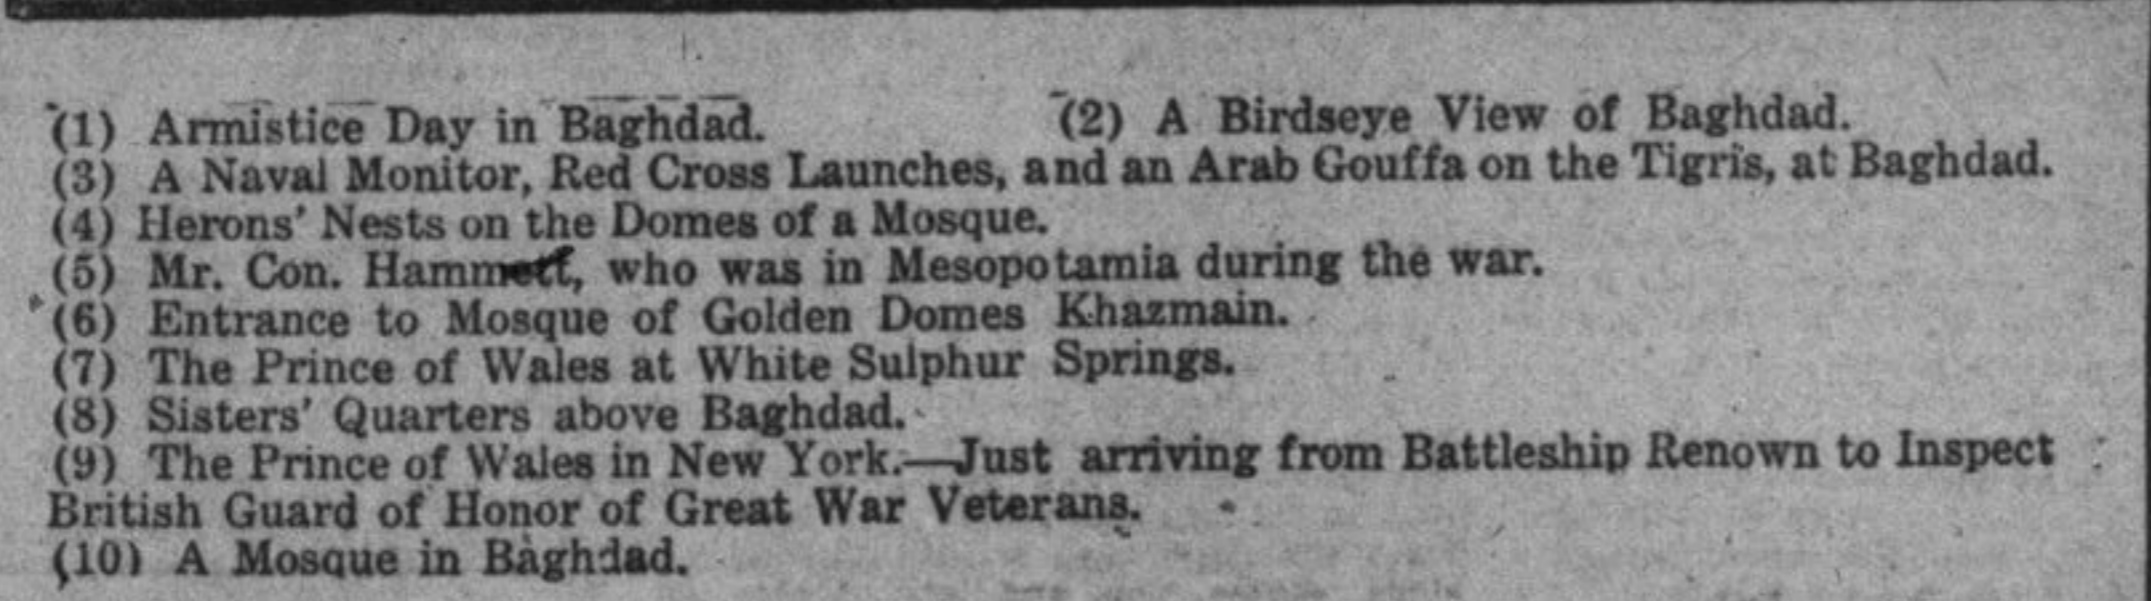 (1) Armistice Day in Baghdad. (2) A Birdseye View of Baghdad.
(3) A Naval Monitor, Red Cross Launches, and an Arab Gouffa on the Tigris, at Baghdad.
(4) Herons' Nests on the Domes of a Mosque.
(5) Mr. Con. Hammett, who was in Mesopotamia during the war.
(6) Entrance to Mosque of Golden Domes Khazmain.
(7) The Prince of Wales at White Sulphur Springs.
(8) Sisters' Quarters above Baghdad.
(9) The Prince of Wales in New York.—Just arriving from Battleship Renown to Inspect
British Guard of Honor of Great War Veterans.
(10) A Mosque in Baghdad.